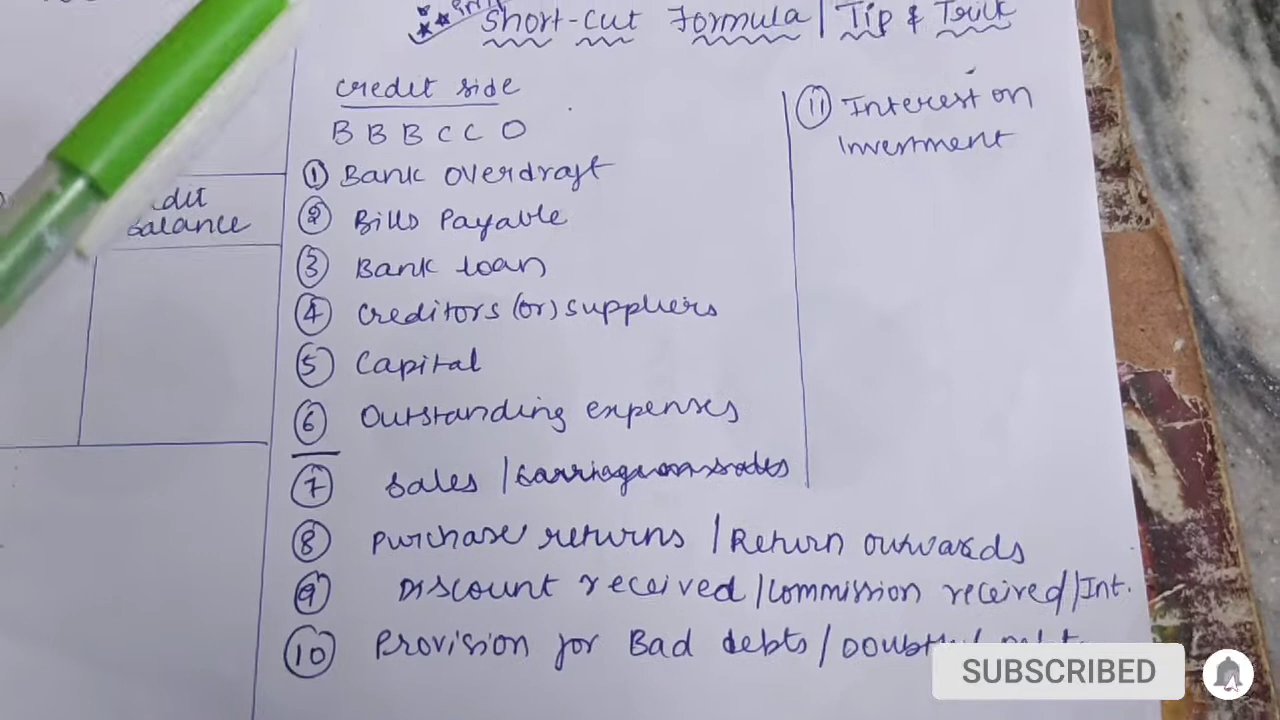 Short-cut Formula | Tip & Trick
credit side
B B B C C O
① Bank overdraft
② Bills Payable
③ Bank loan
④ creditors (or) suppliers
⑤ Capital
⑥ Outstanding expenses
⑦ Sales /
⑧ Purchase returns / Return outwards
⑨ Discount received / Commission received / Int.
⑩ Provision for Bad debts /
⑪ Interest on
Investment
Balance
SUBSCRIBED